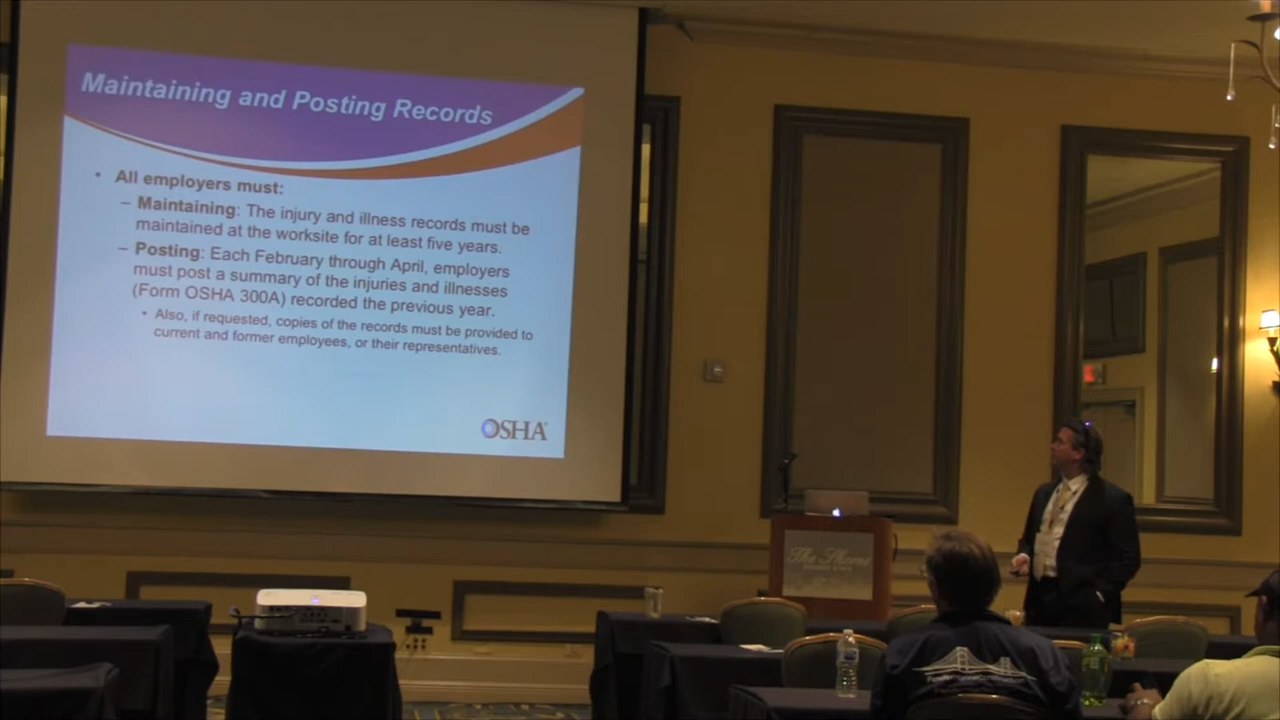 Maintaining and Posting Records
• All employers must:
– Maintaining: The injury and illness records must be
maintained at the worksite for at least five years.
– Posting: Each February through April, employers
must post a summary of the injuries and illnesses
(Form OSHA 300A) recorded the previous year.
• Also, if requested, copies of the records must be provided to
current and former employees, or their representatives.
OSHA
The Shores